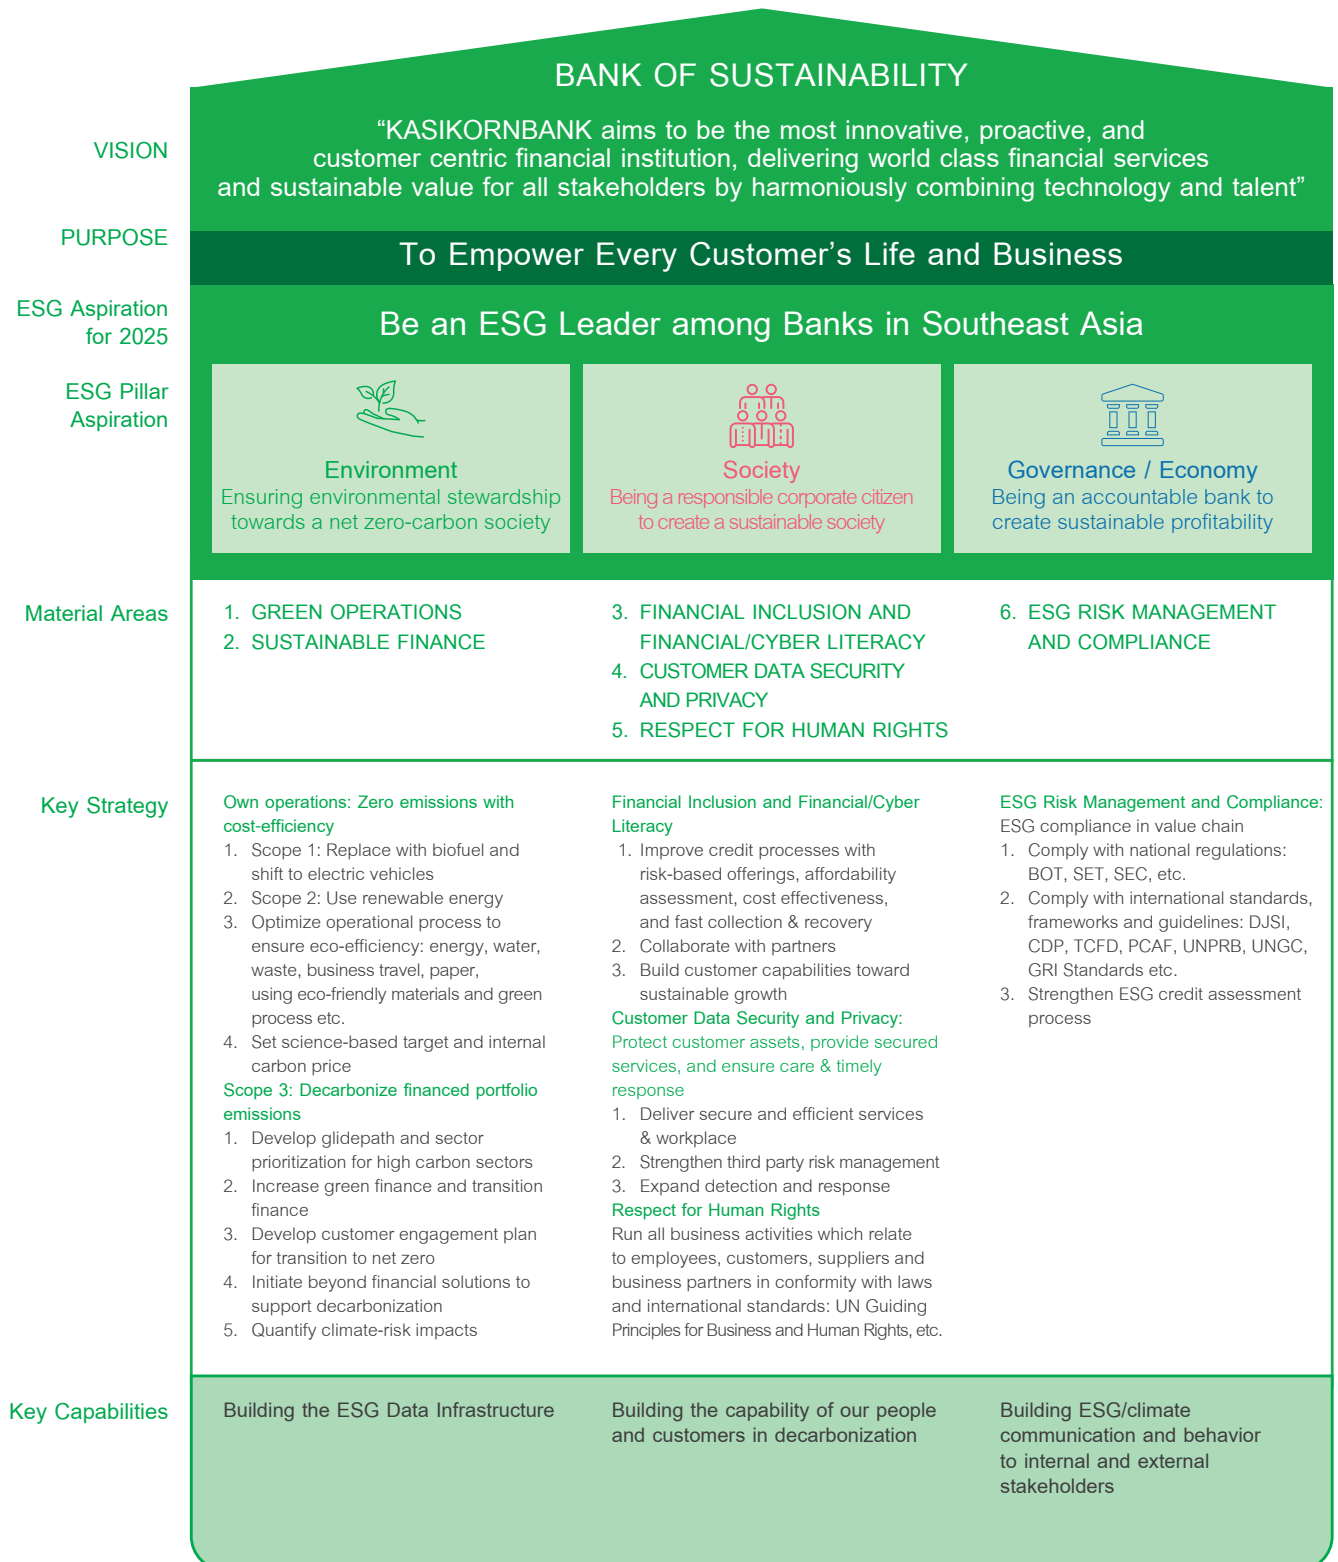 BANK OF SUSTAINABILITY
VISION
“KASIKORNBANK aims to be the most innovative, proactive, and
customer centric financial institution, delivering world class financial services
and sustainable value for all stakeholders by harmoniously combining technology and talent”
PURPOSE
To Empower Every Customer’s Life and Business
ESG Aspiration
for 2025
Be an ESG Leader among Banks in Southeast Asia
ESG Pillar
Aspiration
Environment
Ensuring environmental stewardship
towards a net zero-carbon society
Society
Being a responsible corporate citizen
to create a sustainable society
Governance / Economy
Being an accountable bank to
create sustainable profitability
Material Areas
1. GREEN OPERATIONS
2. SUSTAINABLE FINANCE
3. FINANCIAL INCLUSION AND
FINANCIAL/CYBER LITERACY
4. CUSTOMER DATA SECURITY
AND PRIVACY
5. RESPECT FOR HUMAN RIGHTS
6. ESG RISK MANAGEMENT
AND COMPLIANCE
Key Strategy
Own operations: Zero emissions with
cost-efficiency
1. Scope 1: Replace with biofuel and
shift to electric vehicles
2. Scope 2: Use renewable energy
3. Optimize operational process to
ensure eco-efficiency: energy, water,
waste, business travel, paper,
using eco-friendly materials and green
process etc.
4. Set science-based target and internal
carbon price
Scope 3: Decarbonize financed portfolio
emissions
1. Develop glidepath and sector
prioritization for high carbon sectors
2. Increase green finance and transition
finance
3. Develop customer engagement plan
for transition to net zero
4. Initiate beyond financial solutions to
support decarbonization
5. Quantify climate-risk impacts
Financial Inclusion and Financial/Cyber
Literacy
1. Improve credit processes with
risk-based offerings, affordability
assessment, cost effectiveness,
and fast collection & recovery
2. Collaborate with partners
3. Build customer capabilities toward
sustainable growth
Customer Data Security and Privacy:
Protect customer assets, provide secured
services, and ensure care & timely
response
1. Deliver secure and efficient services
& workplace
2. Strengthen third party risk management
3. Expand detection and response
Respect for Human Rights
Run all business activities which relate
to employees, customers, suppliers and
business partners in conformity with laws
and international standards: UN Guiding
Principles for Business and Human Rights, etc.
ESG Risk Management and Compliance:
ESG compliance in value chain
1. Comply with national regulations:
BOT, SET, SEC, etc.
2. Comply with international standards,
frameworks and guidelines: DJSI,
CDP, TCFD, PCAF, UNPRB, UNGC,
GRI Standards etc.
3. Strengthen ESG credit assessment
process
Key Capabilities
Building the ESG Data Infrastructure
Building the capability of our people
and customers in decarbonization
Building ESG/climate
communication and behavior
to internal and external
stakeholders